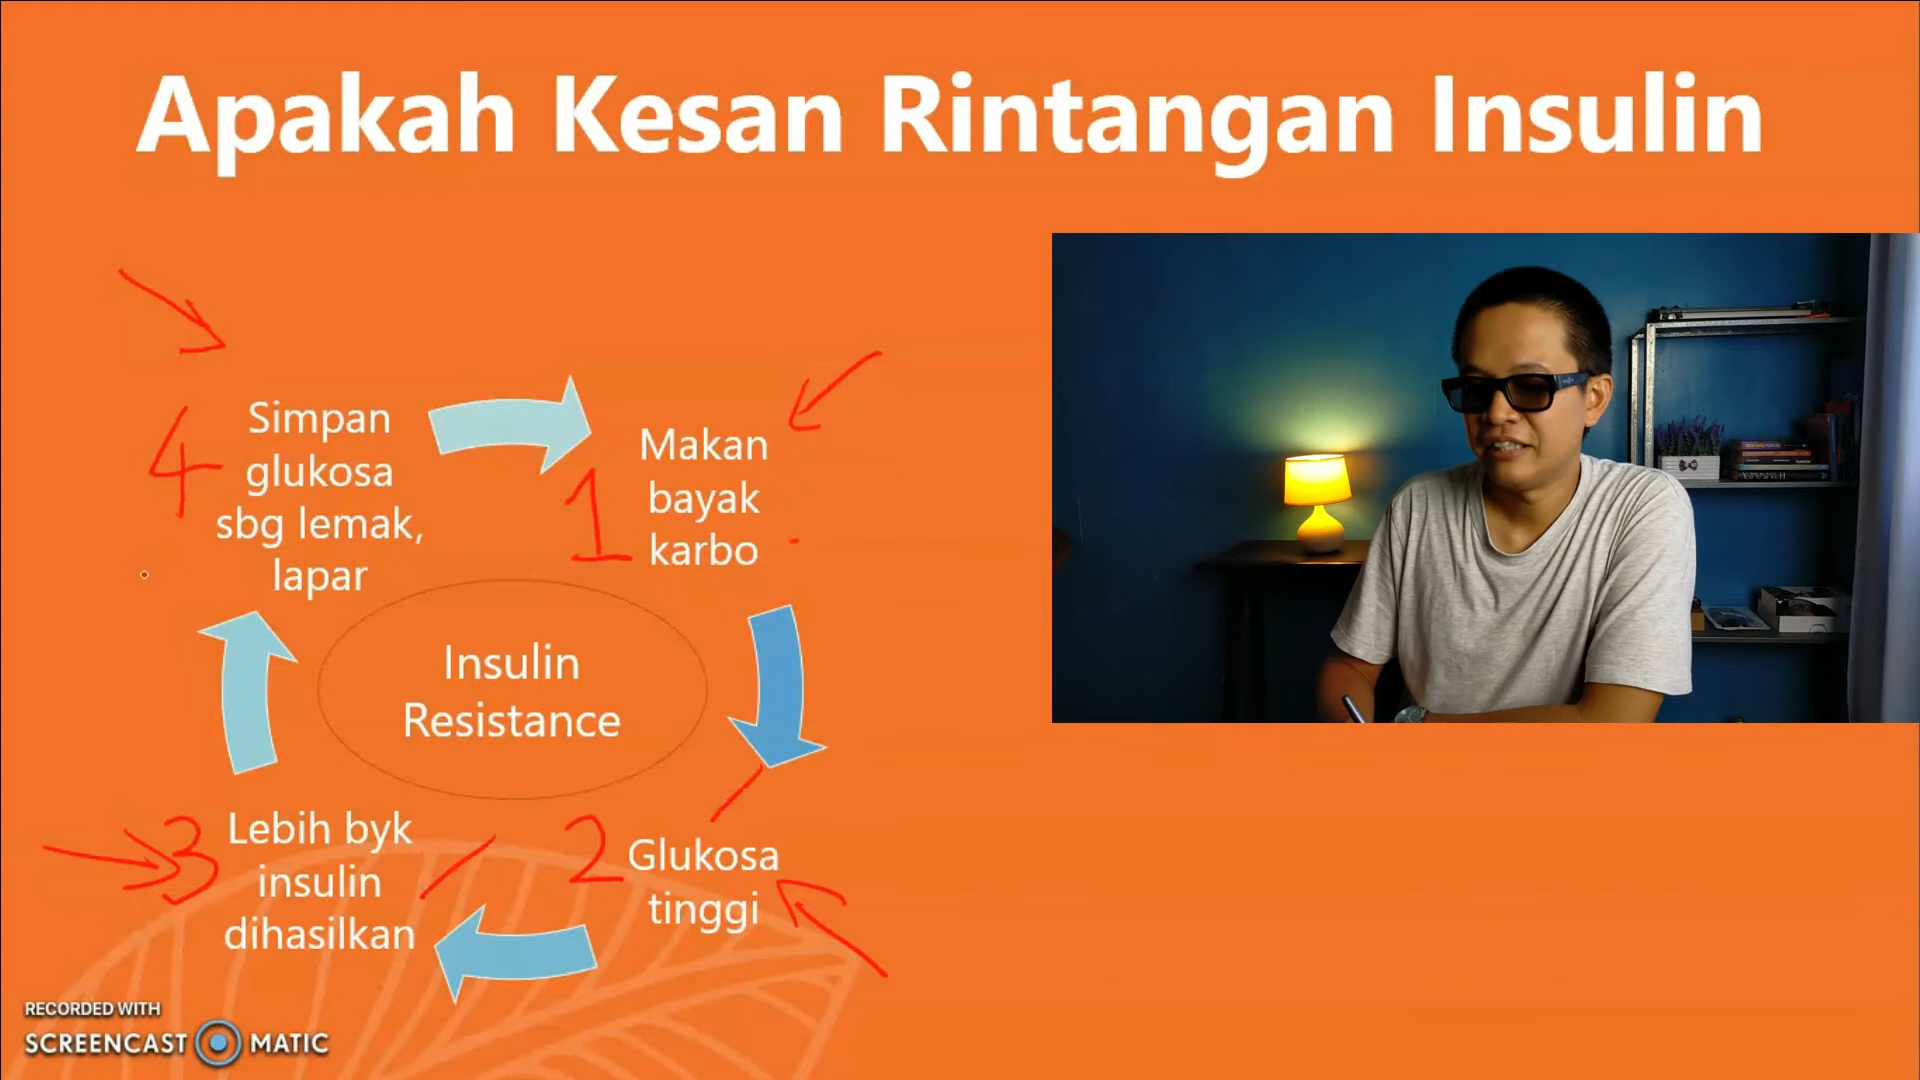 Apakah Kesan Rintangan Insulin
4
Simpan
glukosa
sbg lemak,
lapar
1
Makan
bayak
karbo
Insulin
Resistance
3
Lebih byk
insulin
dihasilkan
2
Glukosa
tinggi
RECORDED WITH
SCREENCAST MATIC